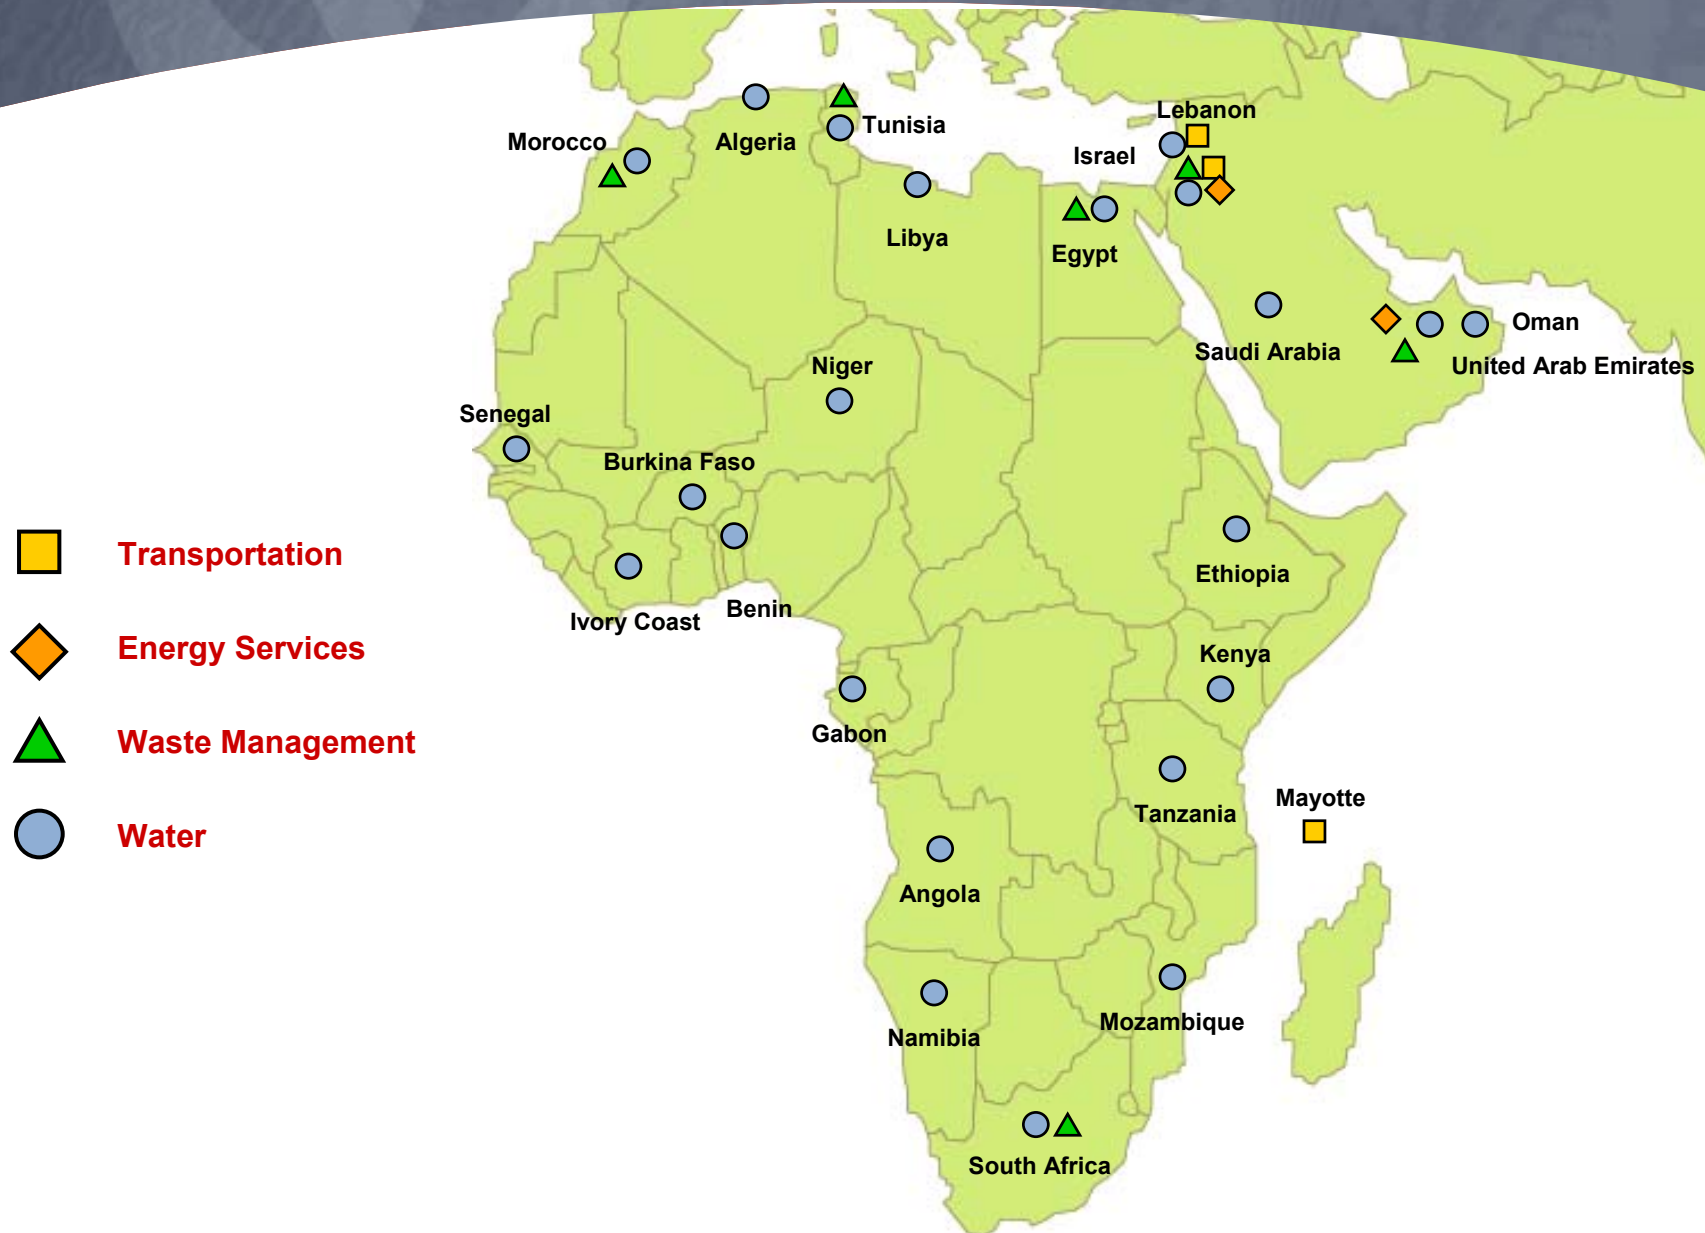 Lebanon
Tunisia
Morocco
Algeria
Israel
Libya
Egypt
Oman
Saudi Arabia
United Arab Emirates
Niger
Senegal
Burkina Faso
Transportation
Ethiopia
Benin
Ivory Coast
Energy Services
Kenya
Gabon
Waste Management
Mayotte
Tanzania
Water
Angola
Mozambique
Namibia
South Africa